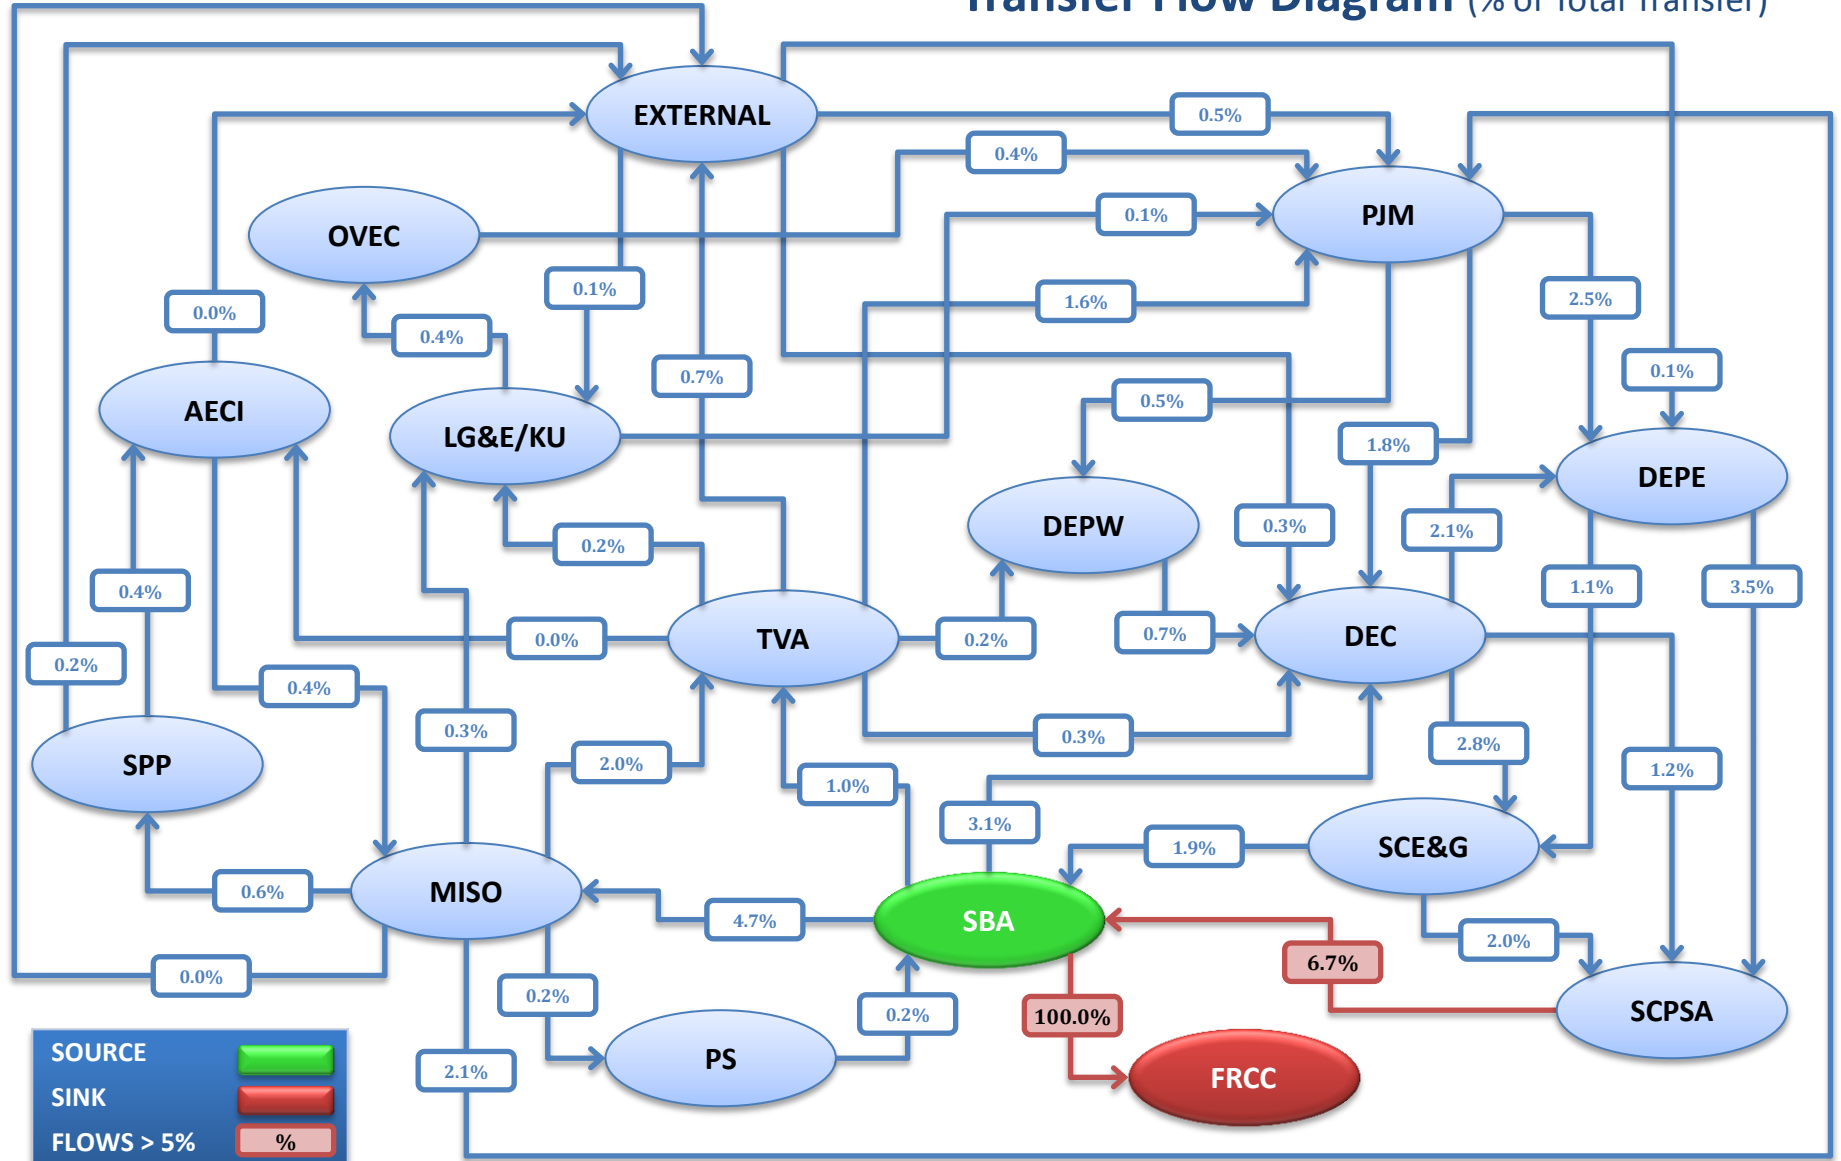 Transfer Flow Diagram (% of Total Transfer)
EXTERNAL
0.5%
0.4%
PJM
0.1%
OVEC
0.1%
0.0%
1.6%
2.5%
0.4%
0.7%
0.1%
0.5%
AECI
LG&E/KU
1.8%
DEPE
DEPW
0.3%
2.1%
0.2%
0.4%
1.1%
3.5%
TVA
0.0%
0.2%
0.7%
DEC
0.2%
0.4%
0.3%
0.3%
2.8%
SPP
2.0%
1.0%
1.2%
3.1%
1.9%
SCE&G
MISO
0.6%
4.7%
SBA
2.0%
0.0%
6.7%
0.2%
0.2%
100.0%
SCPSA
PS
2.1%
FRCC
SOURCE
SINK
FLOWS > 5% %